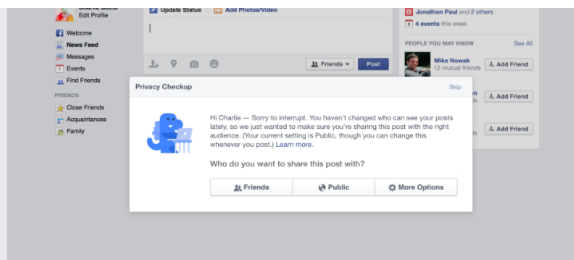 Edit Profile
Update Status
Add Photos/Video
Jonathon Paul and 2 others
4 events this week
Welcome
News Feed
Messages
Events
Find Friends
PEOPLE YOU MAY KNOW
See All
Mike Nowak
12 mutual friends
Add Friend
Friends
Post
FRIENDS
Close Friends
Acquaintances
Family
Add Friend
Add Friend
Privacy Checkup
Skip
Hi Charlie — Sorry to interrupt. You haven't changed who can see your posts
lately, so we just wanted to make sure you're sharing this post with the right
audience. (Your current setting is Public, though you can change this
whenever you post.) Learn more.
Who do you want to share this post with?
Friends
Public
More Options